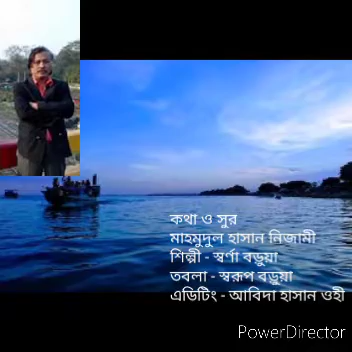 কথা ও সুর
মাহমুদুল হাসান নিজামী
শিল্পী - স্বর্ণা বড়ুয়া
তবলা - স্বরূপ বড়ুয়া
এডিটিং - আবিদা হাসান ওহী
PowerDirector